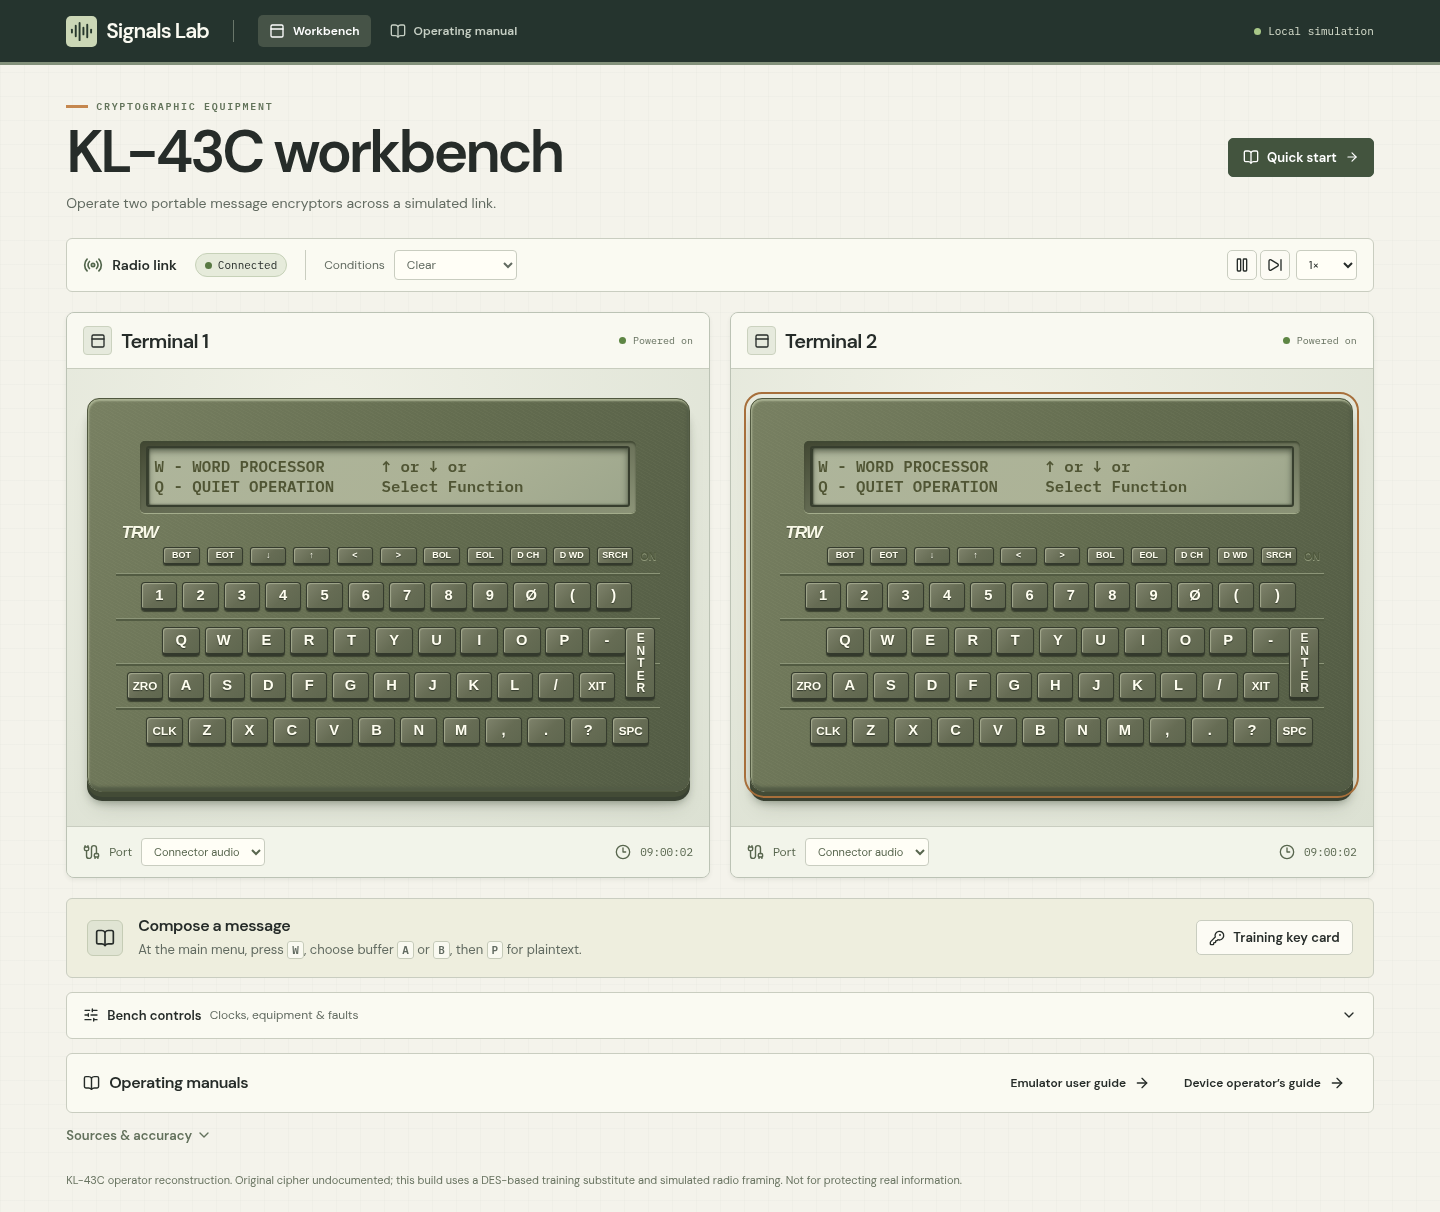 Signals Lab
Workbench
Operating manual
Local simulation
CRYPTOGRAPHIC EQUIPMENT
KL-43C workbench
Quick start
Operate two portable message encryptors across a simulated link.
Radio link
Connected
Conditions
Clear
1×
Terminal 1
Powered on
W - WORD PROCESSOR ↑ or ↓ or
Q - QUIET OPERATION Select Function
TRW
BOT EOT ↓ ↑ < > BOL EOL D CH D WD SRCH ON
1 2 3 4 5 6 7 8 9 Ø ( )
Q W E R T Y U I O P - ENTER
ZRO A S D F G H J K L / XIT
CLK Z X C V B N M , . ? SPC
Port
Connector audio
09:00:02
Terminal 2
Powered on
W - WORD PROCESSOR ↑ or ↓ or
Q - QUIET OPERATION Select Function
TRW
BOT EOT ↓ ↑ < > BOL EOL D CH D WD SRCH ON
1 2 3 4 5 6 7 8 9 Ø ( )
Q W E R T Y U I O P - ENTER
ZRO A S D F G H J K L / XIT
CLK Z X C V B N M , . ? SPC
Port
Connector audio
09:00:02
Compose a message
At the main menu, press W, choose buffer A or B, then P for plaintext.
Training key card
Bench controls Clocks, equipment & faults
Operating manuals
Emulator user guide
Device operator's guide
Sources & accuracy
KL-43C operator reconstruction. Original cipher undocumented; this build uses a DES-based training substitute and simulated radio framing. Not for protecting real information.